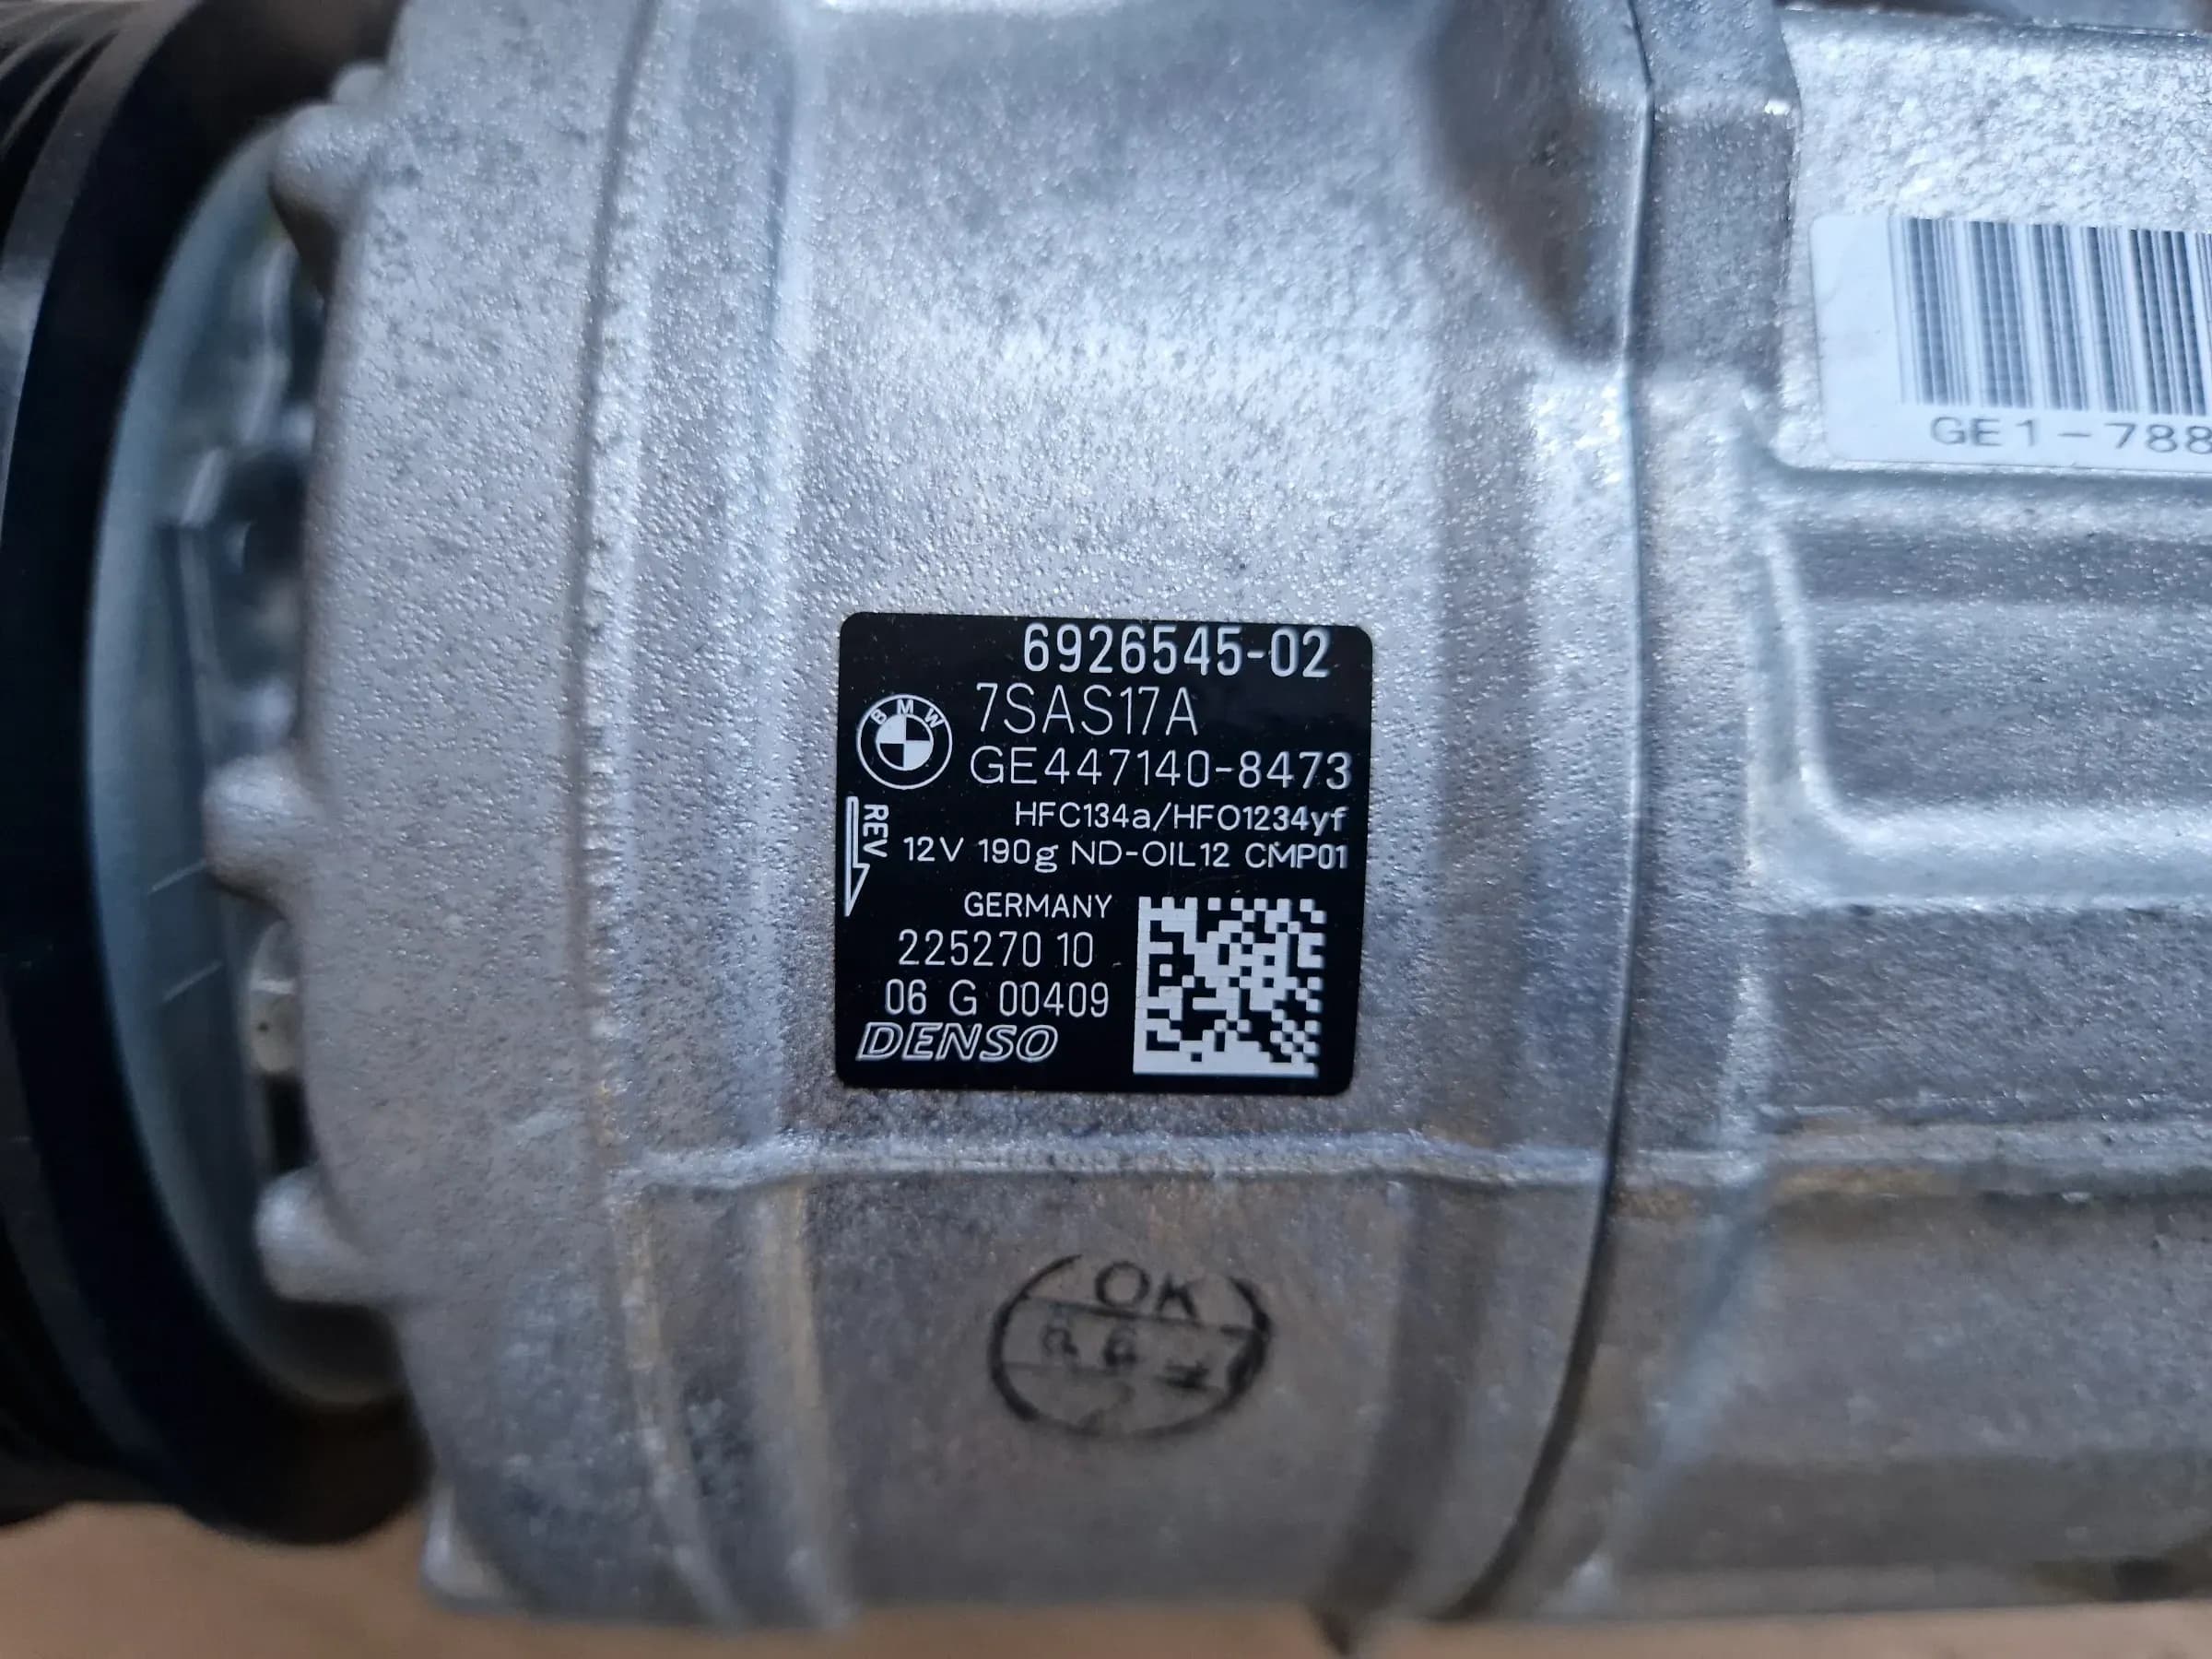 GE1-788
6926545-02
BMW
7SAS17A
GE447140-8473
HFC134a/HFO1234yf
REV
12V 190g ND-OIL12 CMP01
GERMANY
225270 10
06 G 00409
DENSO
OK